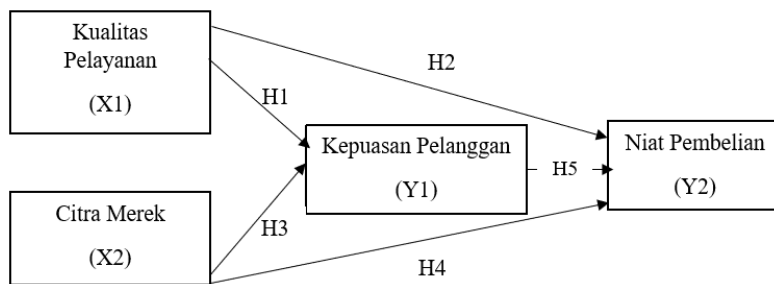 Kualitas
Pelayanan
(X1)
H2
H1
Kepuasan Pelanggan
(Y1)
H5
Niat Pembelian
(Y2)
Citra Merek
(X2)
H3
H4